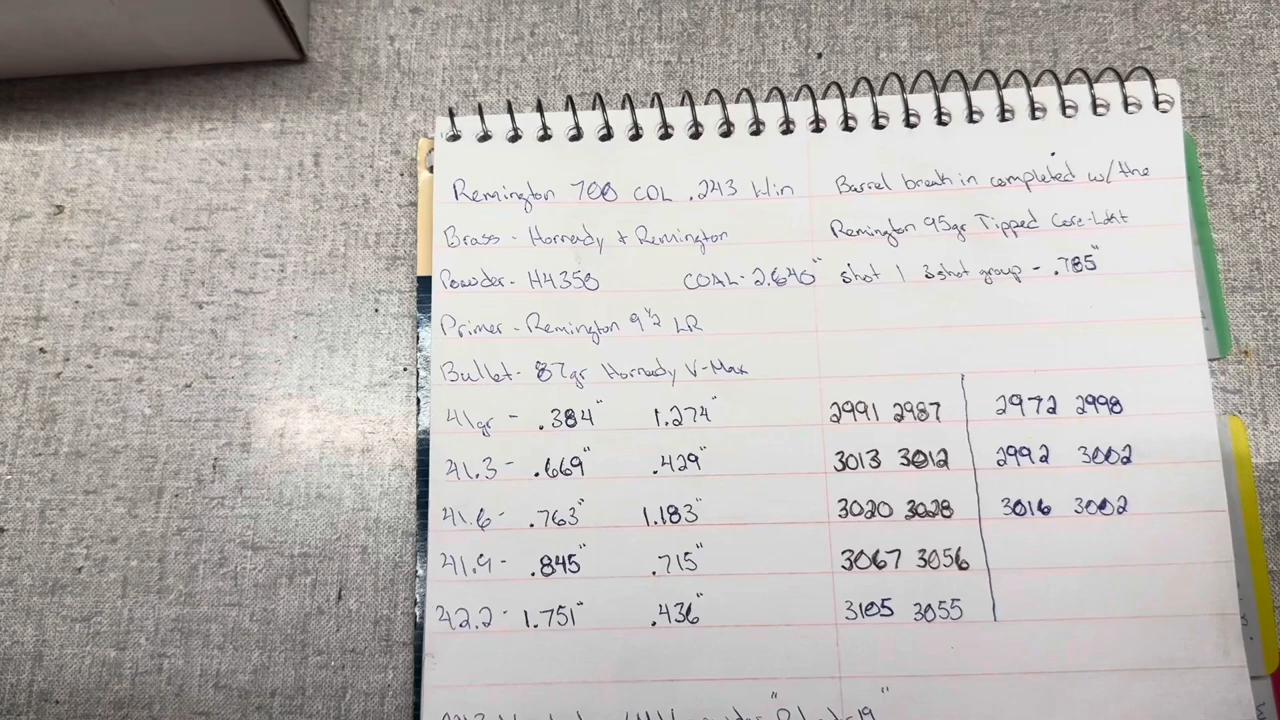 Remington 700 CDL .243 Win Barrel break in completed w/the
Brass - Hornady + Remington Remington 95gr Tipped Core-Lokt
Powder - H4350 COAL - 2.640" shot 1 3 shot group - .785"
Primer - Remington 9 1/2 LR
Bullet - 87gr Hornady V-Max
41gr - .384" 1.274" 2991 2987 2972 2998
41.3 - .669" .429" 3013 3012 2992 3002
41.6 - .763" 1.183" 3020 3028 3016 3002
41.9 - .845" .715" 3067 3056
42.2 - 1.751" .436" 3105 3055